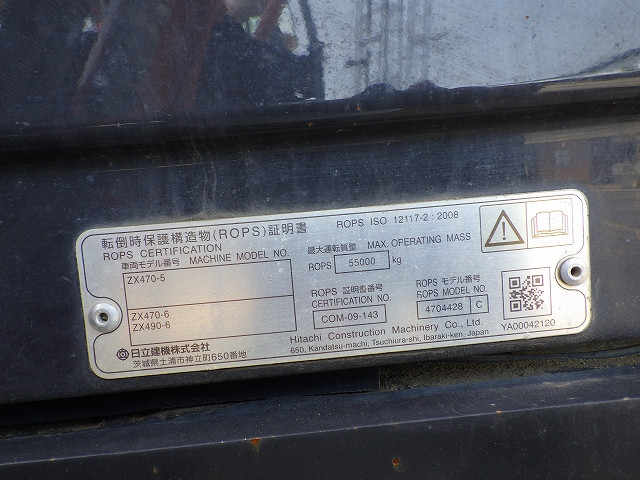 転倒時保護構造物(ROPS)証明書
ROPS CERTIFICATION
ROPS ISO 12117-2 : 2008
車両モデル番号 MACHINE MODEL NO.
ZX470-5
ZX470-6
ZX490-6
最大運転質量 MAX. OPERATING MASS
ROPS 55000 kg
ROPS 証明書番号
CERTIFICATION NO.
COM-09-143
ROPS モデル番号
ROPS MODEL NO.
4704428 C
日立建機株式会社
茨城県土浦市神立町650番地
Hitachi Construction Machinery Co., Ltd.
650, Kandatsu-machi, Tsuchiura-shi, Ibaraki-ken, Japan
YA00042120